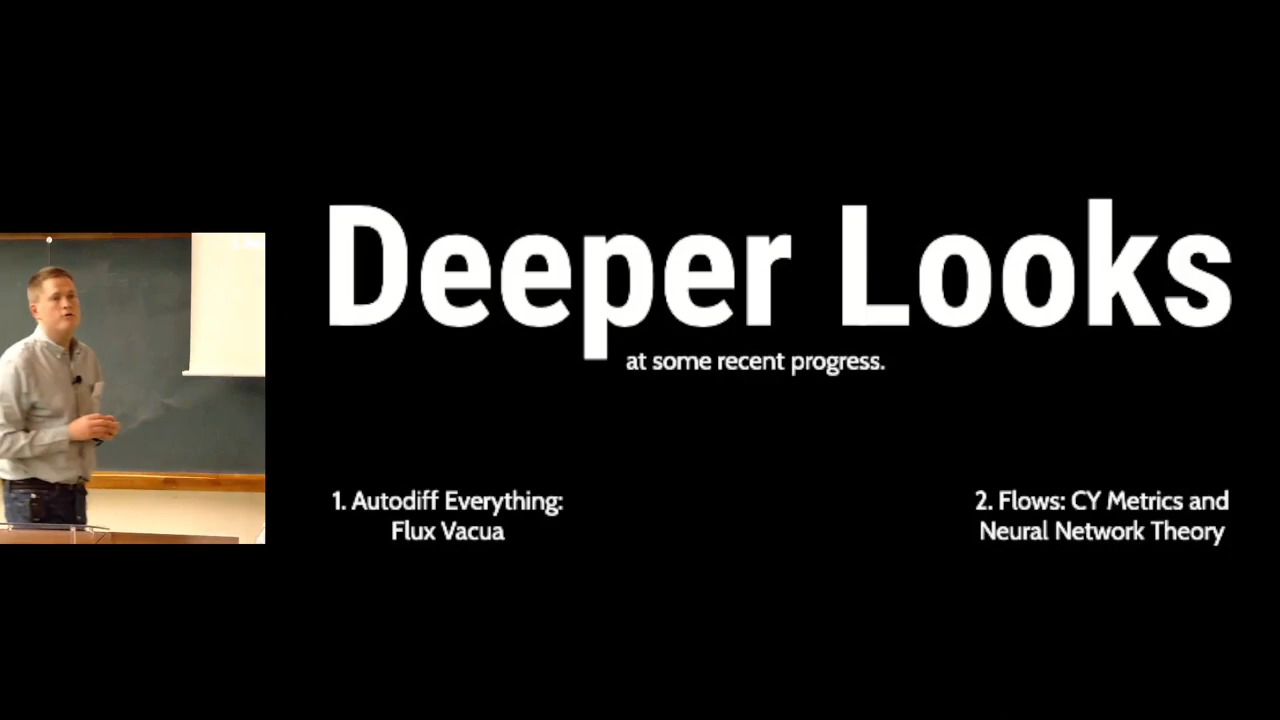 Deeper Looks
at some recent progress.
1. Autodiff Everything:
Flux Vacua
2. Flows: CY Metrics and
Neural Network Theory